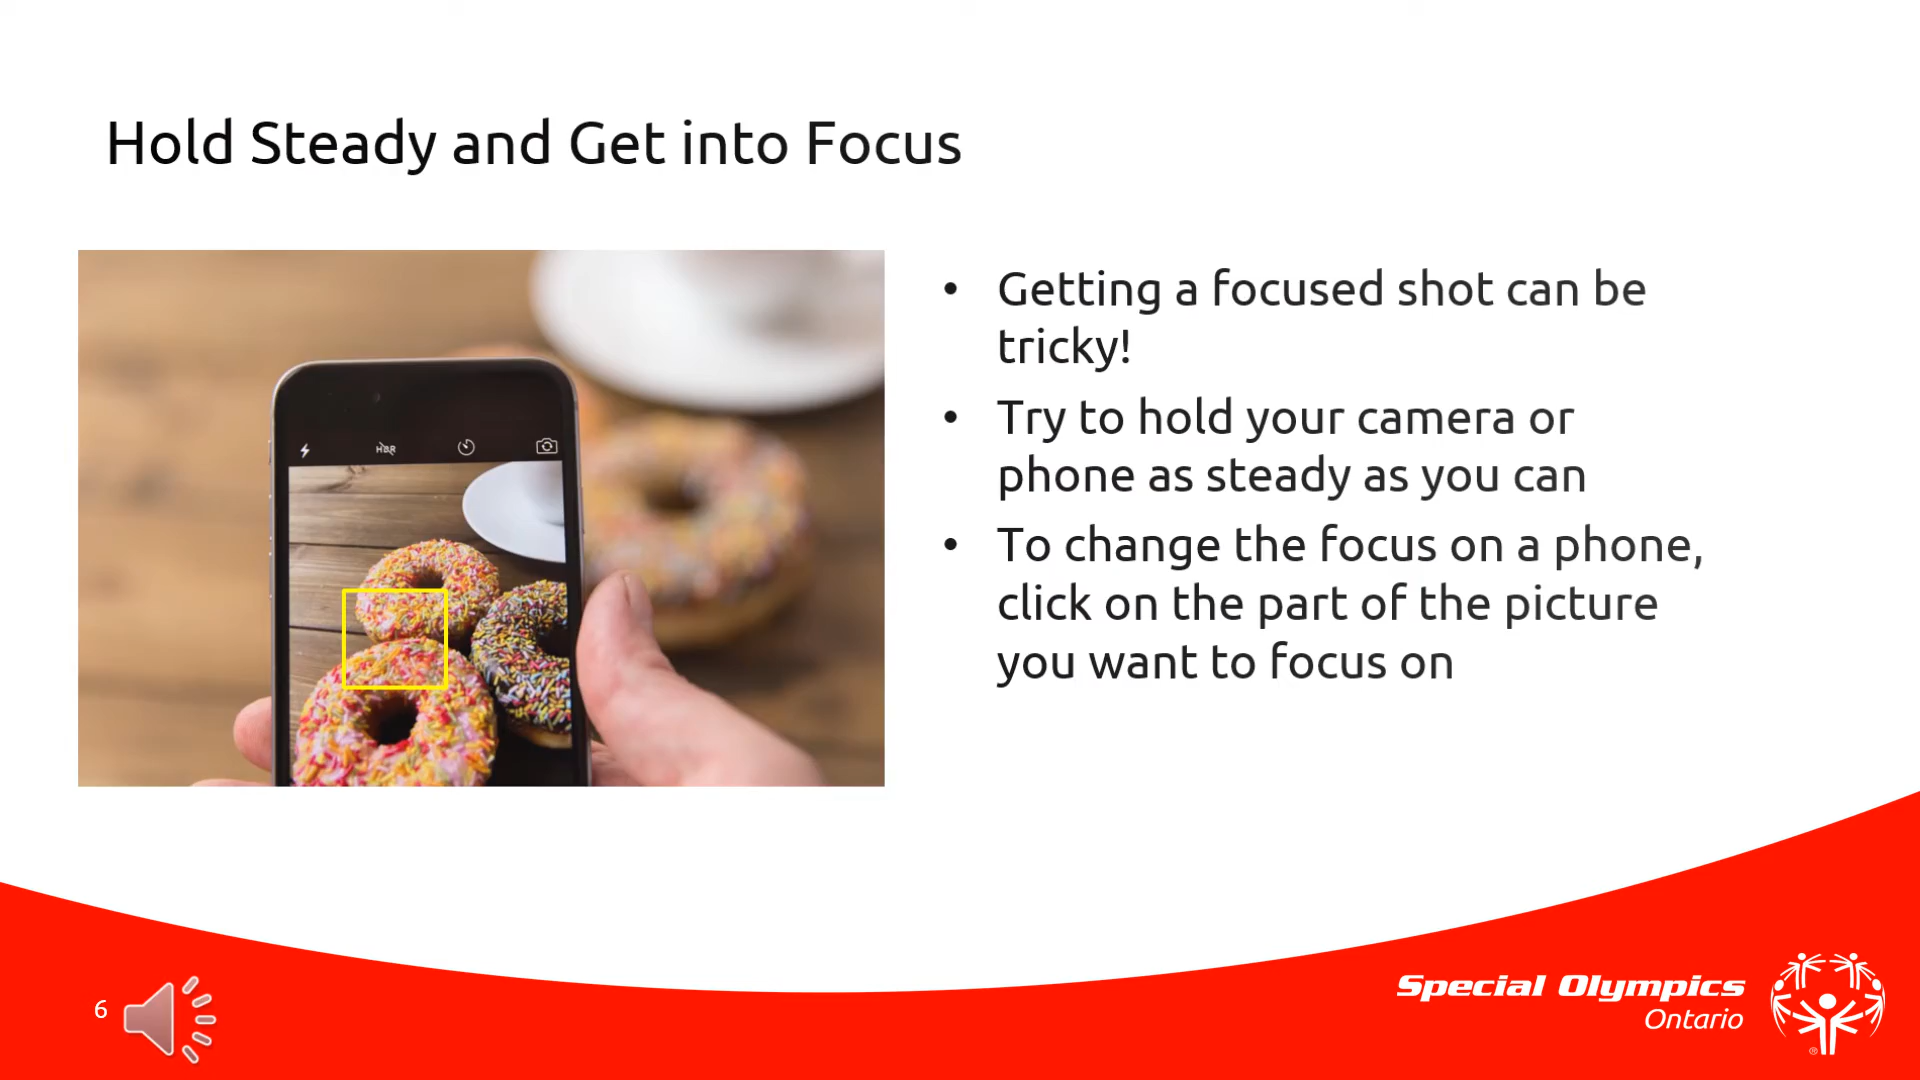 Hold Steady and Get into Focus
HDR
• Getting a focused shot can be
tricky!
• Try to hold your camera or
phone as steady as you can
• To change the focus on a phone,
click on the part of the picture
you want to focus on
6
Special Olympics
Ontario
®